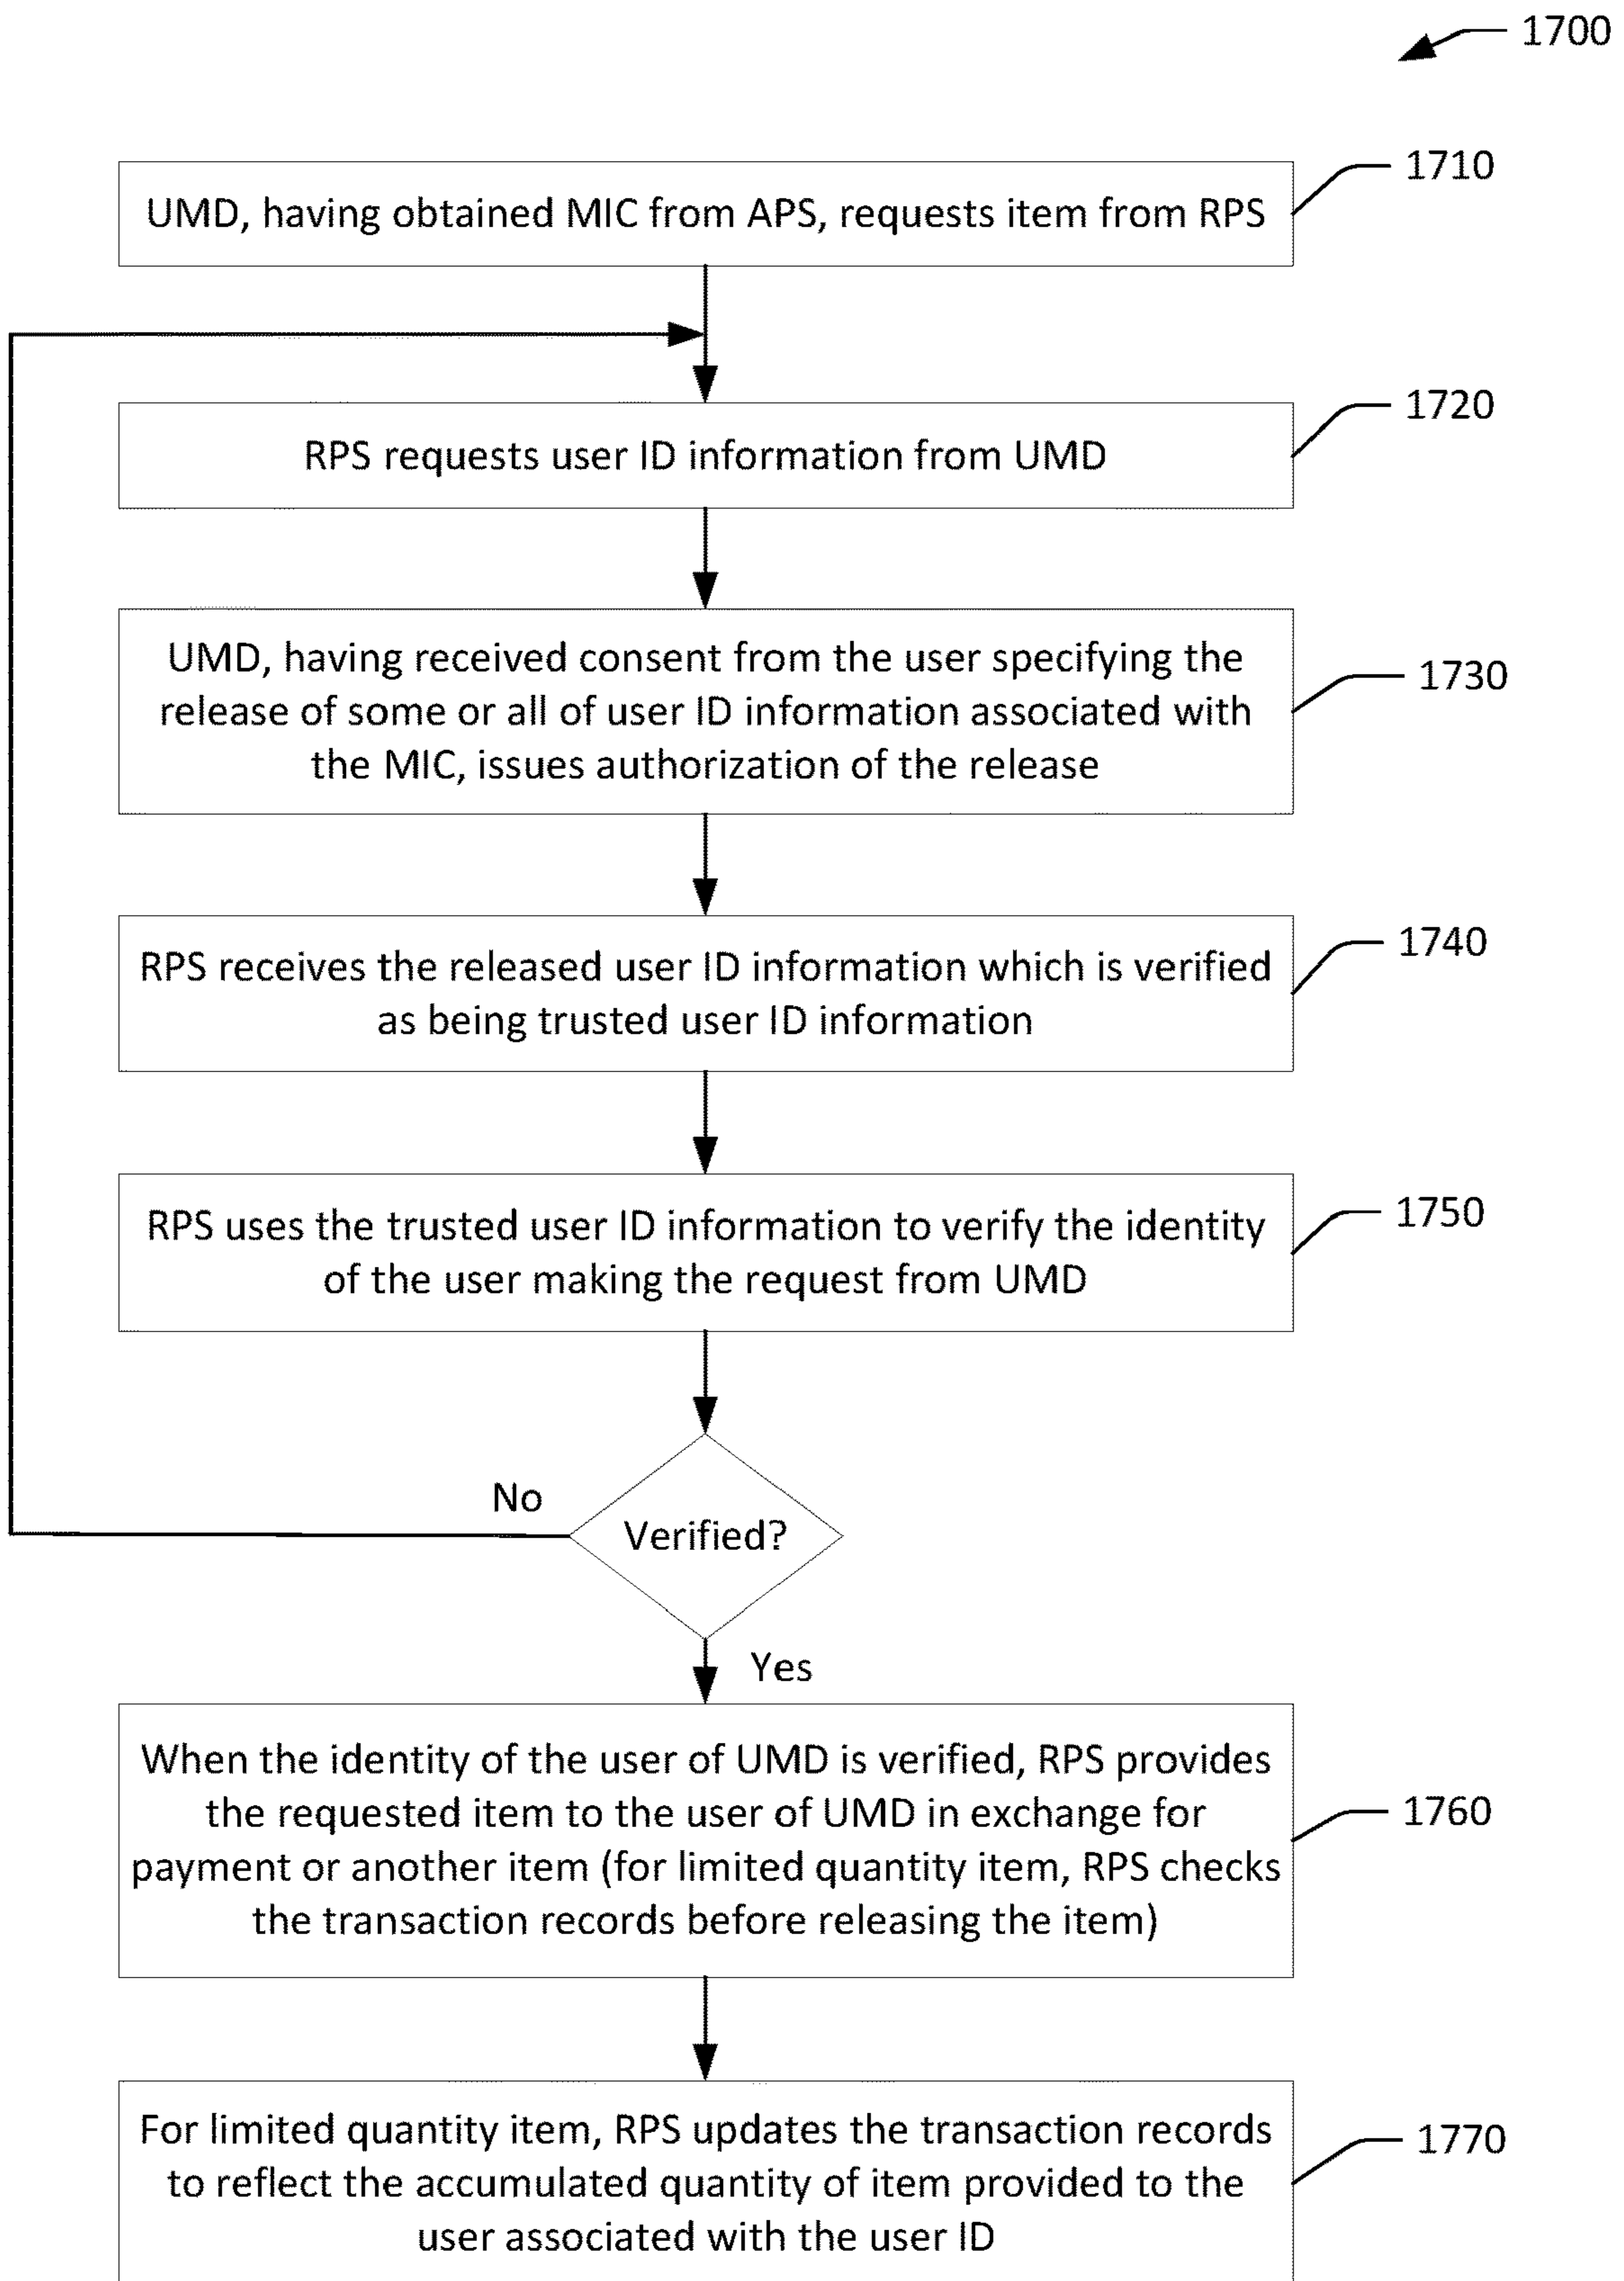 1700
1710
UMD, having obtained MIC from APS, requests item from RPS
1720
RPS requests user ID information from UMD
UMD, having received consent from the user specifying the
release of some or all of user ID information associated with
the MIC, issues authorization of the release
1730
1740
RPS receives the released user ID information which is verified
as being trusted user ID information
1750
RPS uses the trusted user ID information to verify the identity
of the user making the request from UMD
No
Verified?
Yes
When the identity of the user of UMD is verified, RPS provides
the requested item to the user of UMD in exchange for
payment or another item (for limited quantity item, RPS checks
the transaction records before releasing the item)
1760
For limited quantity item, RPS updates the transaction records
to reflect the accumulated quantity of item provided to the
user associated with the user ID
1770